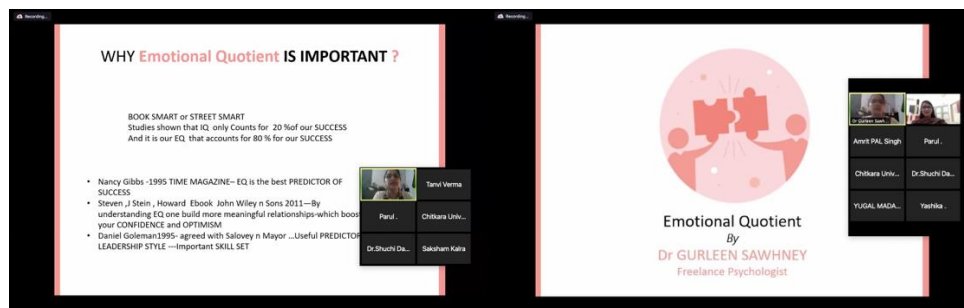 Recording...
WHY Emotional Quotient IS IMPORTANT ?
BOOK SMART or STREET SMART
Studies shown that IQ only Counts for 20 %of our SUCCESS
And it is our EQ that accounts for 80 % for our SUCCESS
• Nancy Gibbs -1995 TIME MAGAZINE– EQ is the best PREDICTOR OF
SUCCESS
• Steven ,J Stein , Howard Ebook John Wiley n Sons 2011—By
understanding EQ one build more meaningful relationships-which boost
your CONFIDENCE and OPTIMISM
• Daniel Goleman1995- agreed with Salovey n Mayor ...Useful PREDICTOR
LEADERSHIP STYLE ---Important SKILL SET
Tanvi Verma
Parul .
Chitkara Univ...
Dr.Shuchi Da...
Saksham Kalra
Recording...
Emotional Quotient
By
Dr GURLEEN SAWHNEY
Freelance Psychologist
Dr Gurleen Sawh...
Amrit PAL Singh
Parul .
Chitkara Univ...
Dr.Shuchi Da...
YUGAL MADA...
Yashika .